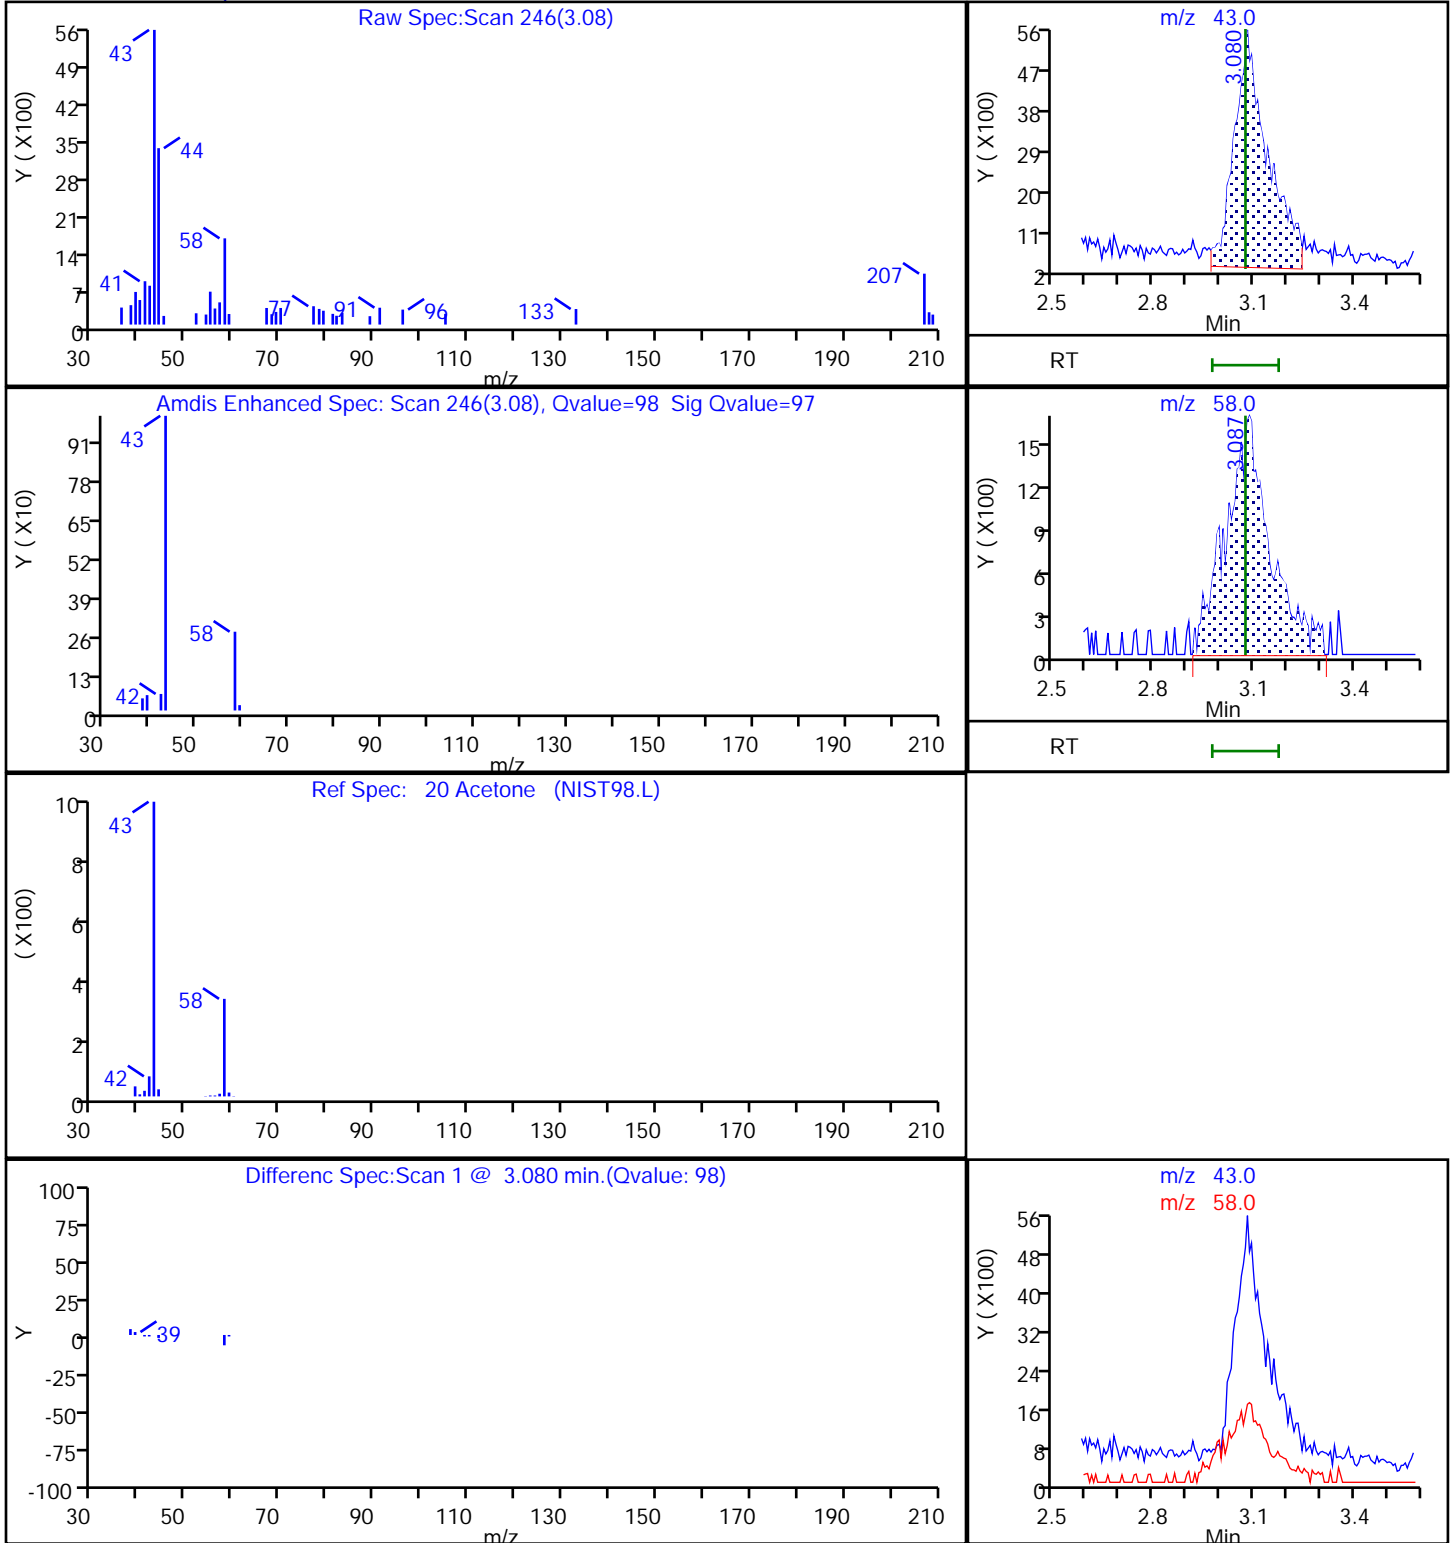 Raw Spec:Scan 246(3.08)
Y ( X100)
56
49
42
35
28
21
14
7
0
43
44
58
41
77
91
96
133
207
30 50 70 90 110 130 150 170 190 210
m/z
m/z 43.0
Y ( X100)
56
47
38
29
20
11
2
3.080
2.5 2.8 3.1 3.4
Min
RT
Amdis Enhanced Spec: Scan 246(3.08), Qvalue=98 Sig Qvalue=97
Y ( X10)
91
78
65
52
39
26
13
0
43
58
42
30 50 70 90 110 130 150 170 190 210
m/z
m/z 58.0
Y ( X100)
15
12
9
6
3
0
3.087
2.5 2.8 3.1 3.4
Min
RT
Ref Spec: 20 Acetone (NIST98.L)
( X100)
10
8
6
4
2
0
43
58
42
30 50 70 90 110 130 150 170 190 210
Differenc Spec:Scan 1 @ 3.080 min.(Qvalue: 98)
Y
100
75
50
25
0
-25
-50
-75
-100
39
30 50 70 90 110 130 150 170 190 210
m/z
m/z 43.0
m/z 58.0
Y ( X100)
56
48
40
32
24
16
8
0
2.5 2.8 3.1 3.4
Min